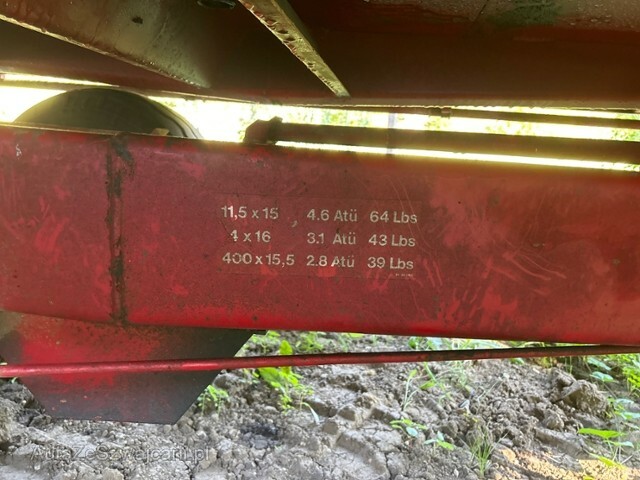 11,5 x 15 4.6 Atü 64 Lbs
4 x 16 3.1 Atü 43 Lbs
400 x 15,5 2.8 Atü 39 Lbs
AutaZeSzwajcarii.pl